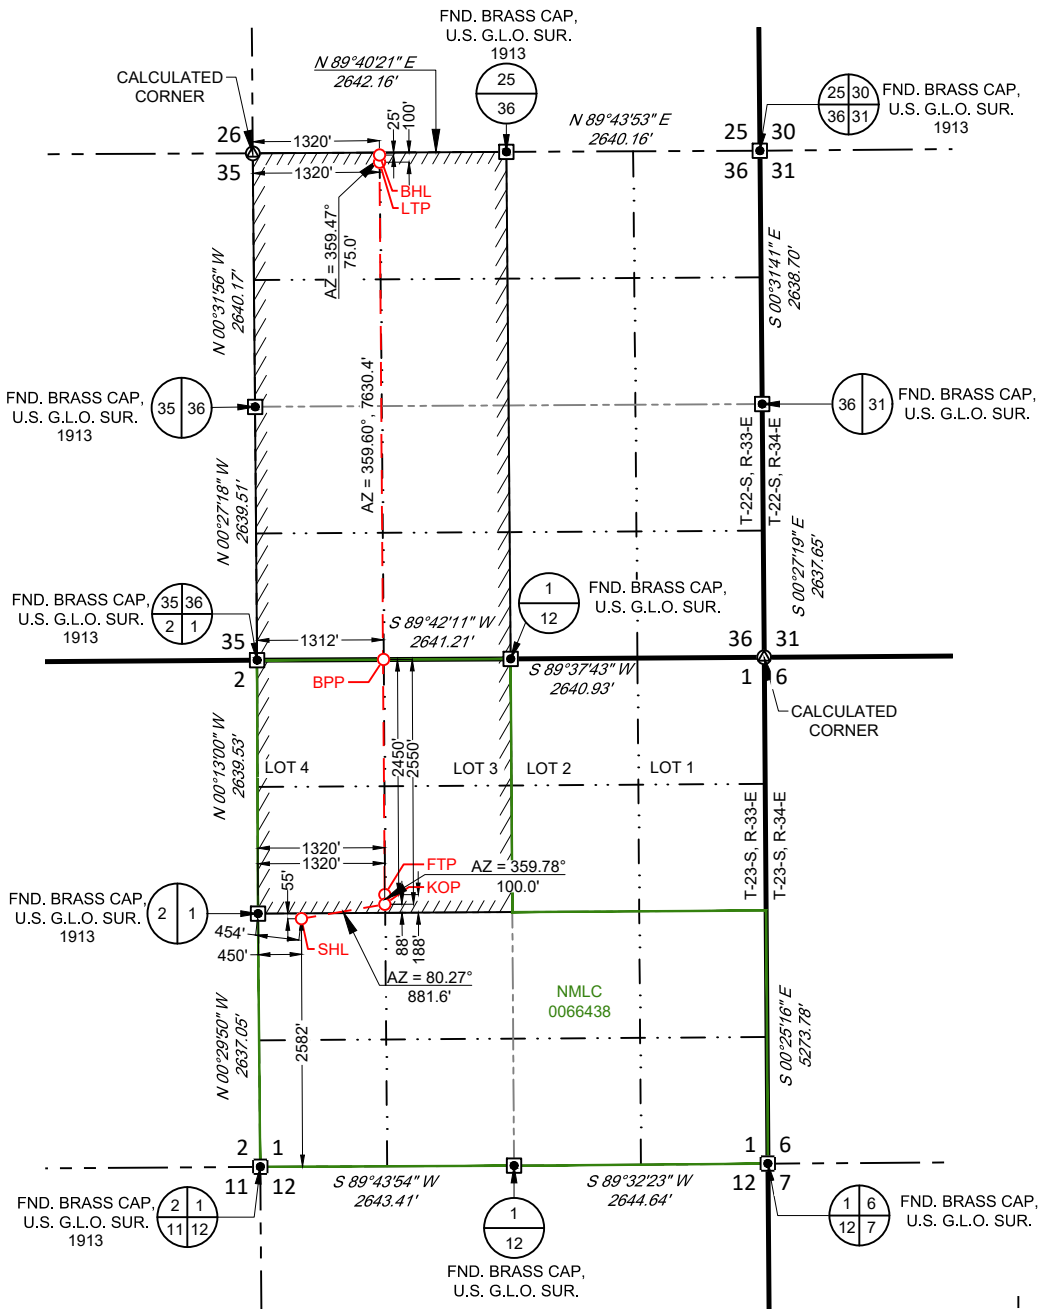 FND. BRASS CAP,
U.S. G.L.O. SUR.
1913
25
36
CALCULATED
CORNER
N 89°40'21" E
2642.16'
25'
100'
N 89°43'53" E
2640.16'
25 30
36 31
FND. BRASS CAP,
U.S. G.L.O. SUR.
1913
26
35
1320'
1320'
25 30
36 31
BHL
LTP
AZ = 359.47°
75.0'
N 00°31'56" W
2640.17'
S 00°31'41" E
2638.70'
FND. BRASS CAP,
U.S. G.L.O. SUR.
1913
35 36
AZ = 359.60°, 7630.4'
36 31
FND. BRASS CAP,
U.S. G.L.O. SUR.
T-22-S, R-33-E
T-22-S, R-34-E
N 00°27'18" W
2639.51'
S 00°27'19" E
2637.65'
FND. BRASS CAP,
U.S. G.L.O. SUR.
1913
35 36
2 1
1
12
FND. BRASS CAP,
U.S. G.L.O. SUR.
35
2
1312'
S 89°42'11" W
2641.21'
36 31
1 6
BPP
S 89°37'43" W
2640.93'
CALCULATED
CORNER
N 00°13'00" W
2639.53'
LOT 4
2450'
2550'
LOT 3
LOT 2
LOT 1
T-23-S, R-33-E
T-23-S, R-34-E
1320'
1320'
FTP
KOP
AZ = 359.78°
100.0'
FND. BRASS CAP,
U.S. G.L.O. SUR.
1913
2 1
55'
454'
450'
SHL
88'
188'
AZ = 80.27°
881.6'
NMLC
0066438
N 00°29'50" W
2637.05'
2582'
S 00°25'16" E
5273.78'
2 1
11 12
1 6
12 7
S 89°43'54" W
2643.41'
S 89°32'23" W
2644.64'
FND. BRASS CAP,
U.S. G.L.O. SUR.
1913
2 1
11 12
1
12
FND. BRASS CAP,
U.S. G.L.O. SUR.
1 6
12 7
FND. BRASS CAP,
U.S. G.L.O. SUR.